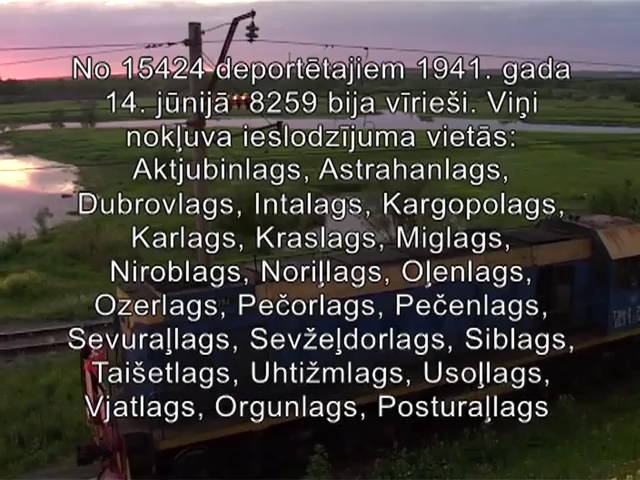 No 15424 deportētajiem 1941. gada
14. jūnijā 8259 bija vīrieši. Viņi
nokļuva ieslodzījuma vietās:
Aktjubinlags, Astrahanlags,
Dubrovlags, Intalags, Kargopolags,
Karlags, Kraslags, Miglags,
Niroblags, Noriļlags, Oļenlags,
Ozerlags, Pečorlags, Pečenlags,
Sevuraļlags, Sevžeļdorlags, Siblags,
Taišetlags, Uhtižmlags, Usoļlags,
Vjatlags, Orgunlags, Posturaļlags